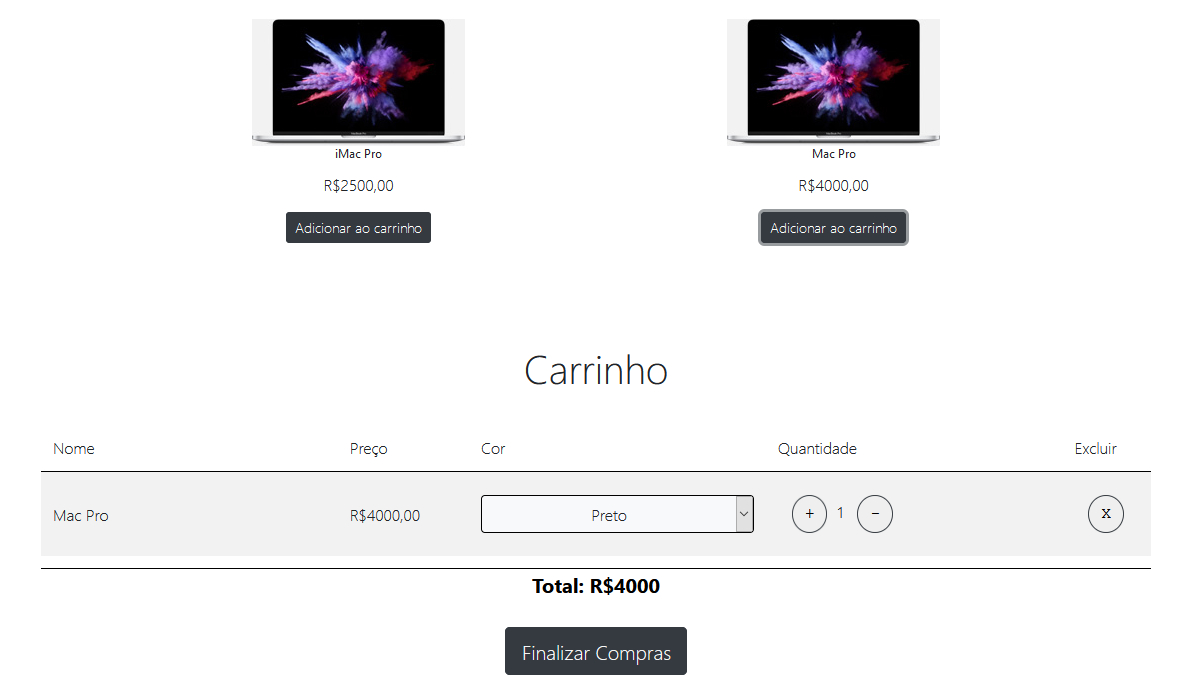 iMac Pro
Mac Pro
R$2500,00
R$4000,00
Adicionar ao carrinho
Adicionar ao carrinho
Carrinho
Nome Preço Cor Quantidade Excluir
Mac Pro R$4000,00 Preto + 1 - X
Total: R$4000
Finalizar Compras